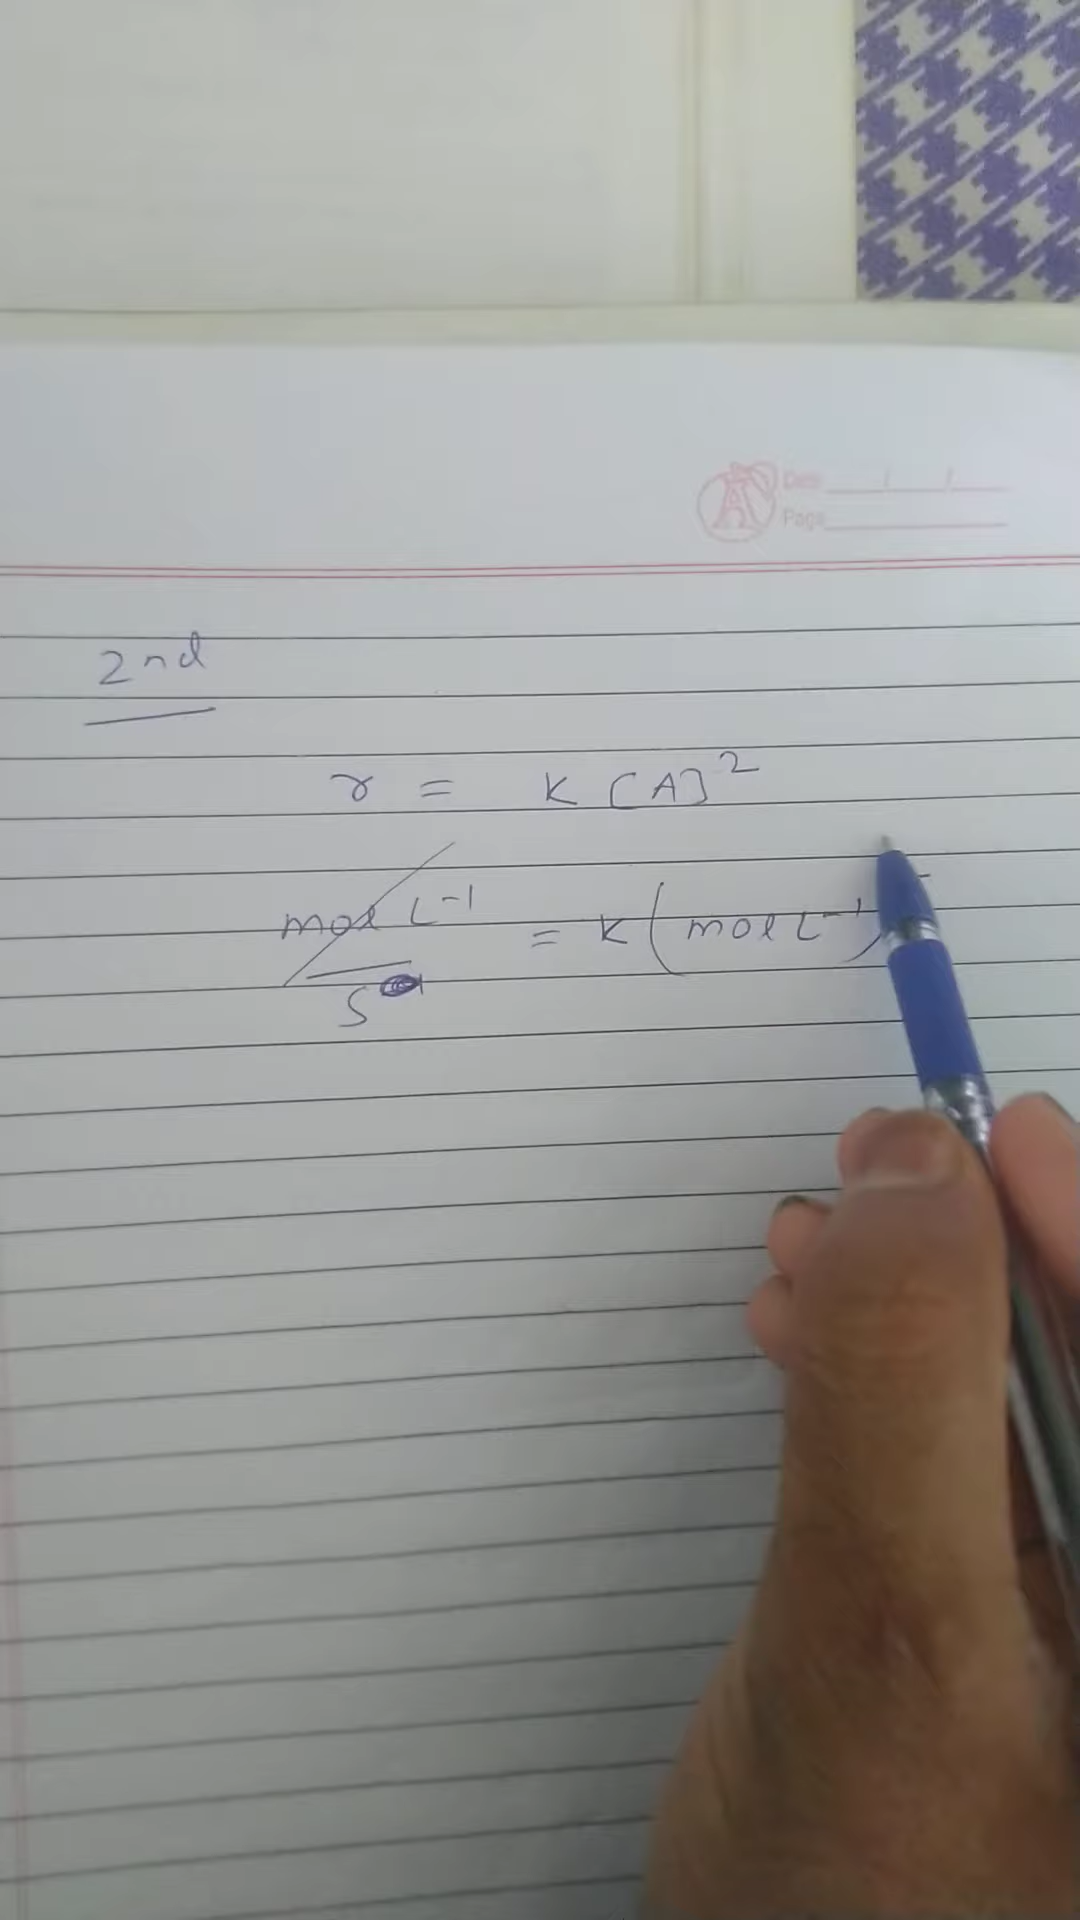 Date
Page
2nd
r = K [A]²
mol L⁻¹ / s = K (mol L⁻¹)